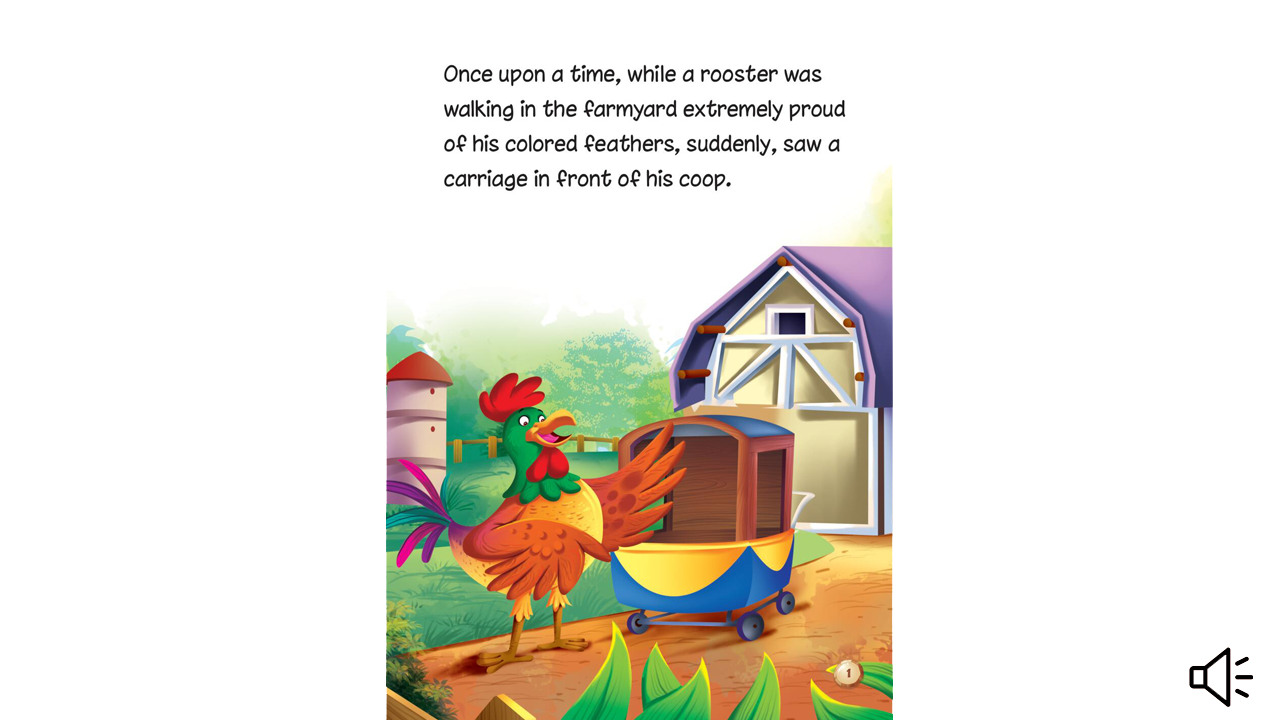 Once upon a time, while a rooster was
walking in the farmyard extremely proud
of his colored feathers, suddenly, saw a
carriage in front of his coop.
1